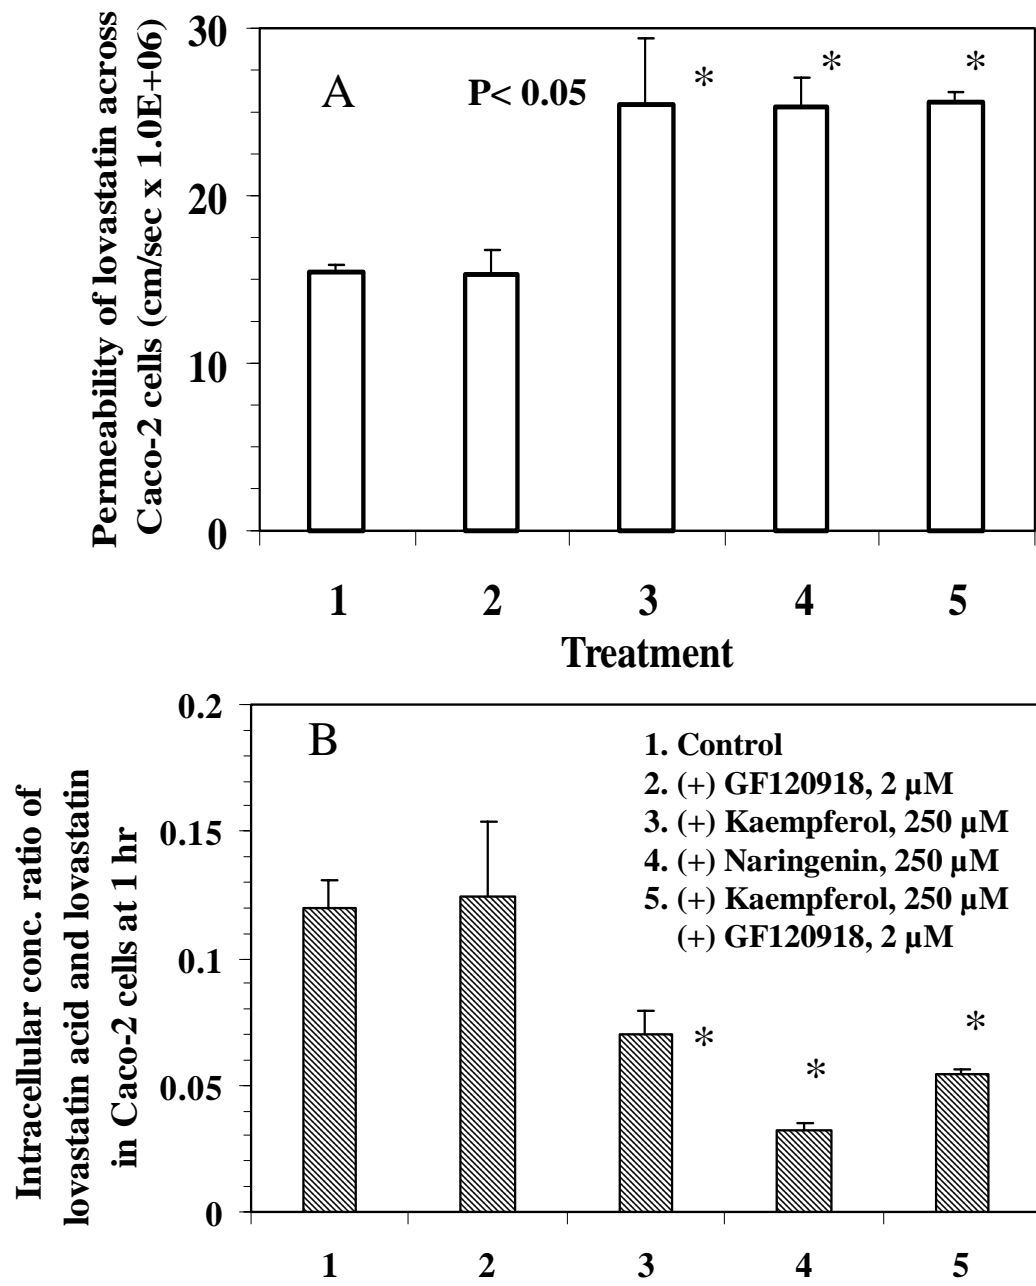 Permeability of lovastatin across
Caco-2 cells (cm/sec x 1.0E+06)
30
20
10
0
A
P< 0.05
*
*
*
1 2 3 4 5
Treatment
Intracellular conc. ratio of
lovastatin acid and lovastatin
in Caco-2 cells at 1 hr
0.2
0.15
0.1
0.05
0
B
1. Control
2. (+) GF120918, 2 µM
3. (+) Kaempferol, 250 µM
4. (+) Naringenin, 250 µM
5. (+) Kaempferol, 250 µM
(+) GF120918, 2 µM
*
*
*
1 2 3 4 5